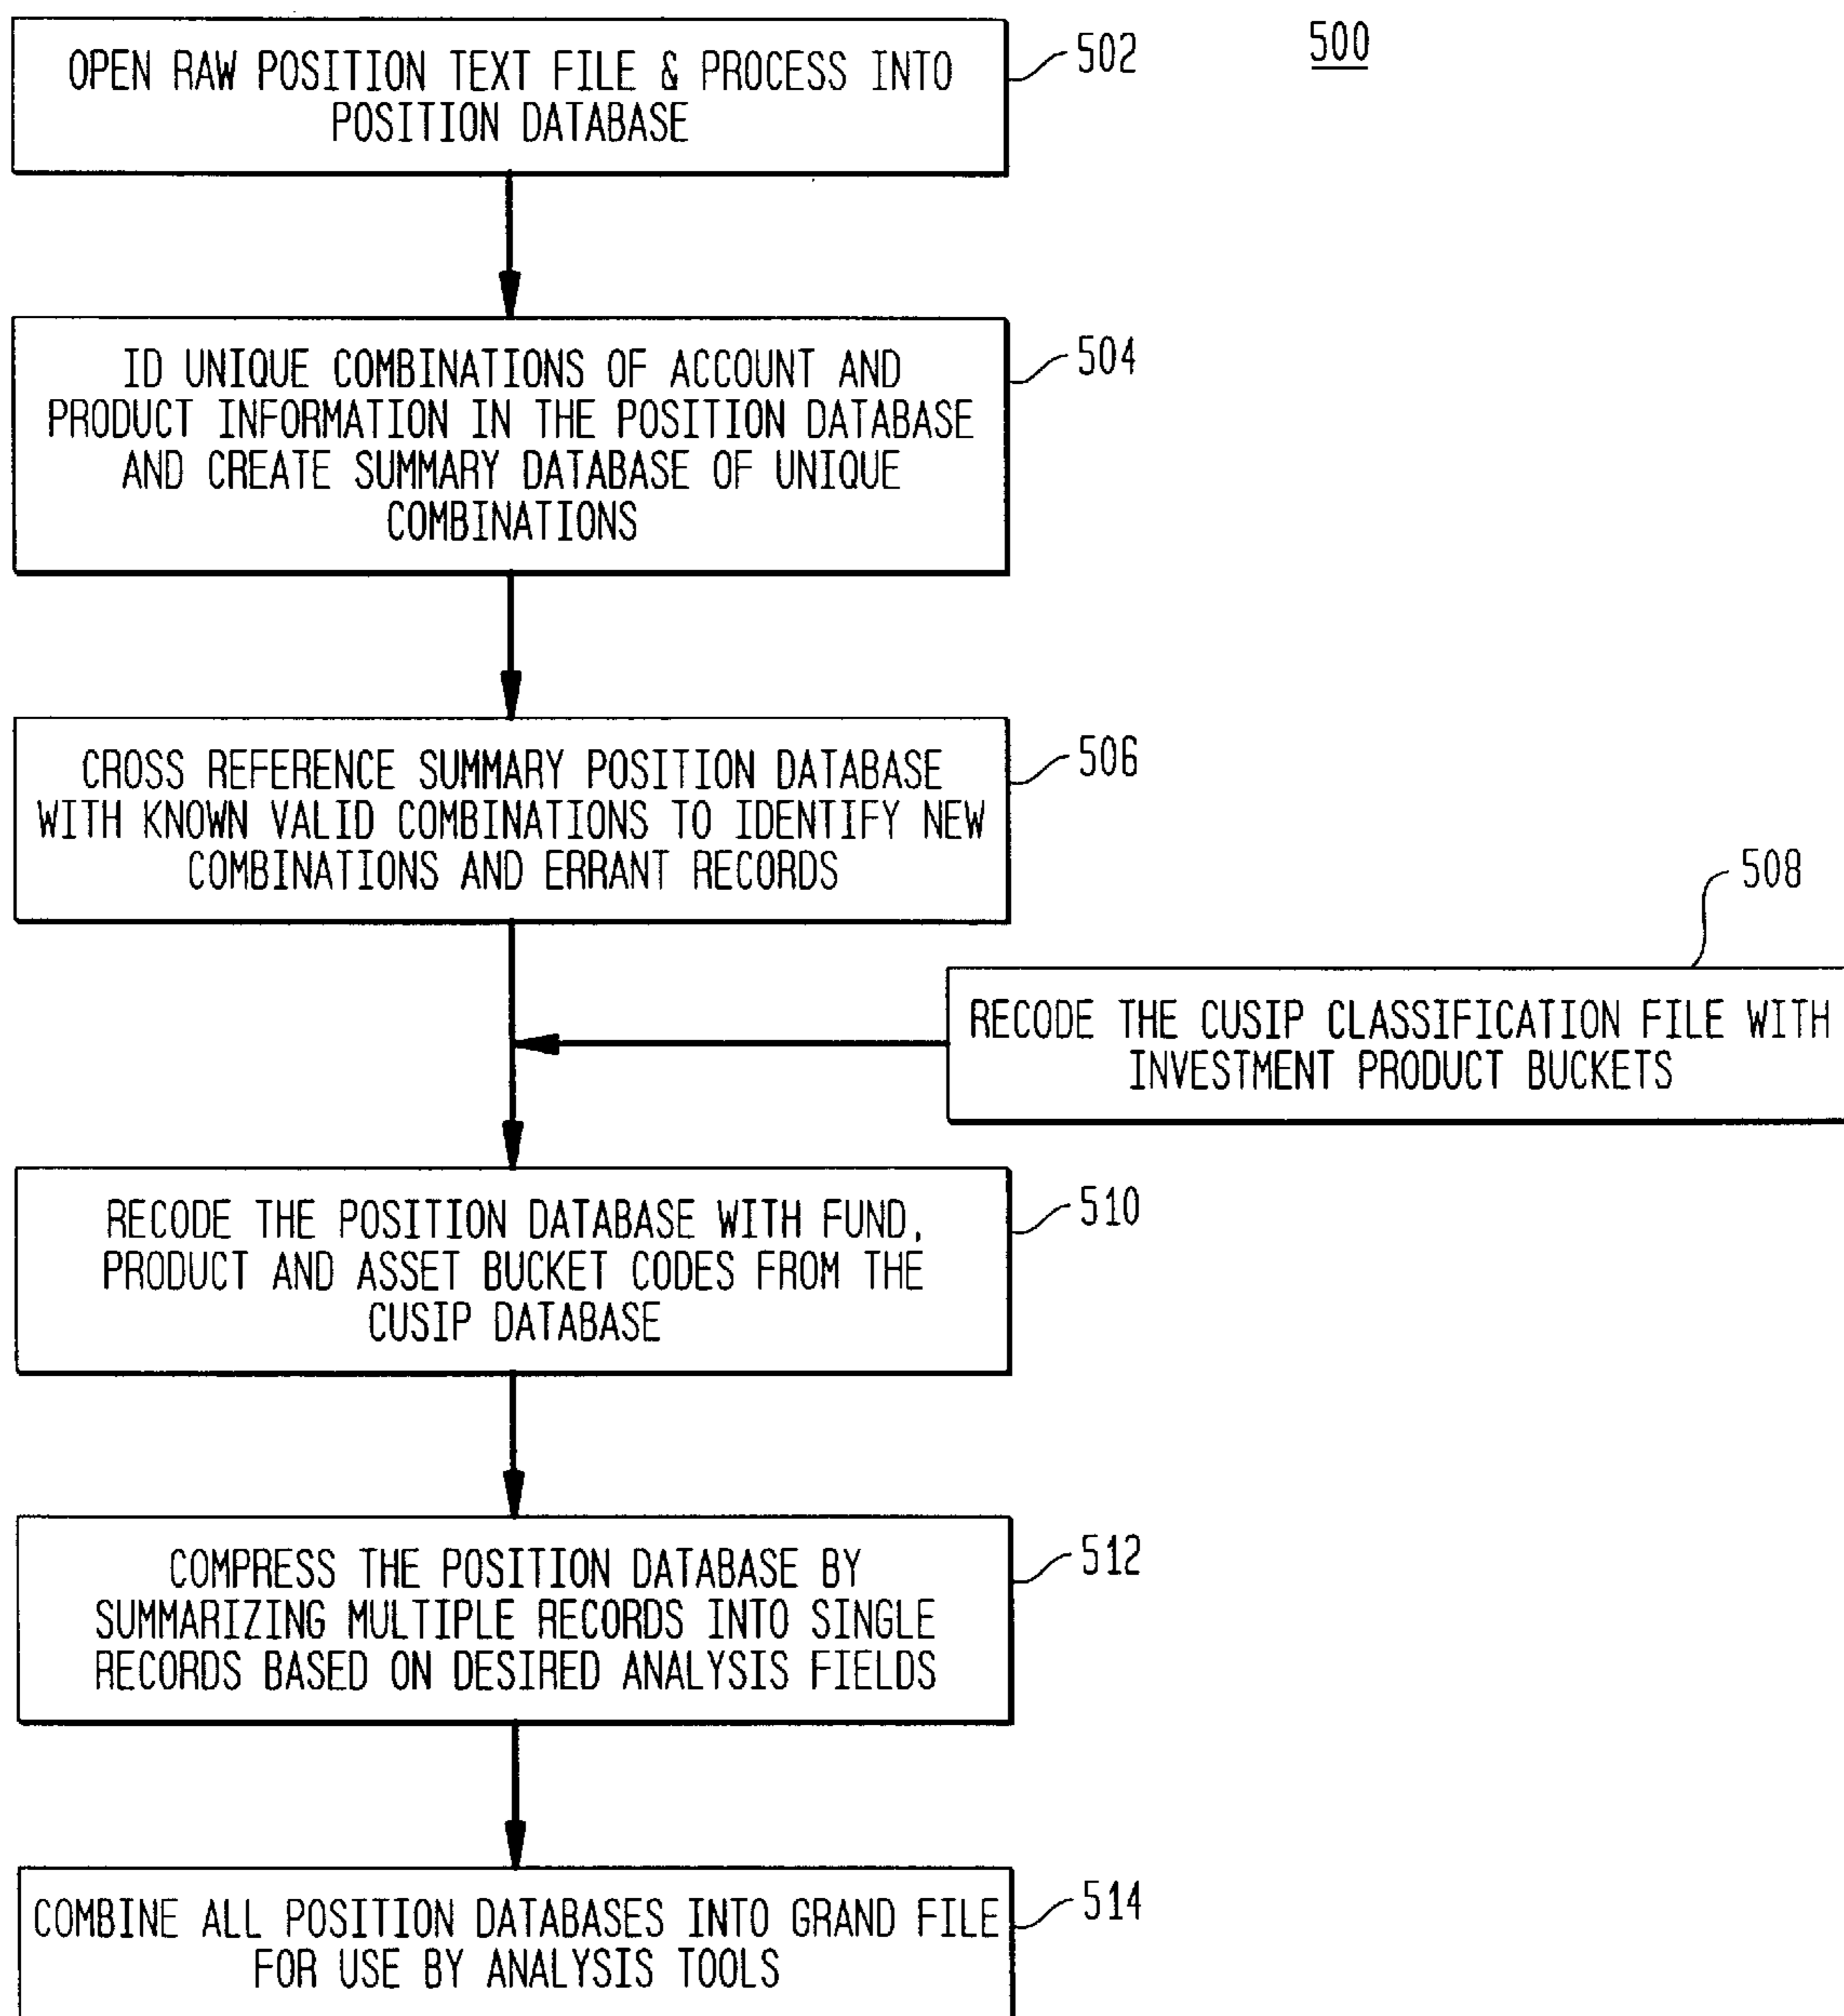 500
OPEN RAW POSITION TEXT FILE & PROCESS INTO
POSITION DATABASE
502
ID UNIQUE COMBINATIONS OF ACCOUNT AND
PRODUCT INFORMATION IN THE POSITION DATABASE
AND CREATE SUMMARY DATABASE OF UNIQUE
COMBINATIONS
504
CROSS REFERENCE SUMMARY POSITION DATABASE
WITH KNOWN VALID COMBINATIONS TO IDENTIFY NEW
COMBINATIONS AND ERRANT RECORDS
506
508
RECODE THE CUSIP CLASSIFICATION FILE WITH
INVESTMENT PRODUCT BUCKETS
RECODE THE POSITION DATABASE WITH FUND,
PRODUCT AND ASSET BUCKET CODES FROM THE
CUSIP DATABASE
510
COMPRESS THE POSITION DATABASE BY
SUMMARIZING MULTIPLE RECORDS INTO SINGLE
RECORDS BASED ON DESIRED ANALYSIS FIELDS
512
COMBINE ALL POSITION DATABASES INTO GRAND FILE
FOR USE BY ANALYSIS TOOLS
514